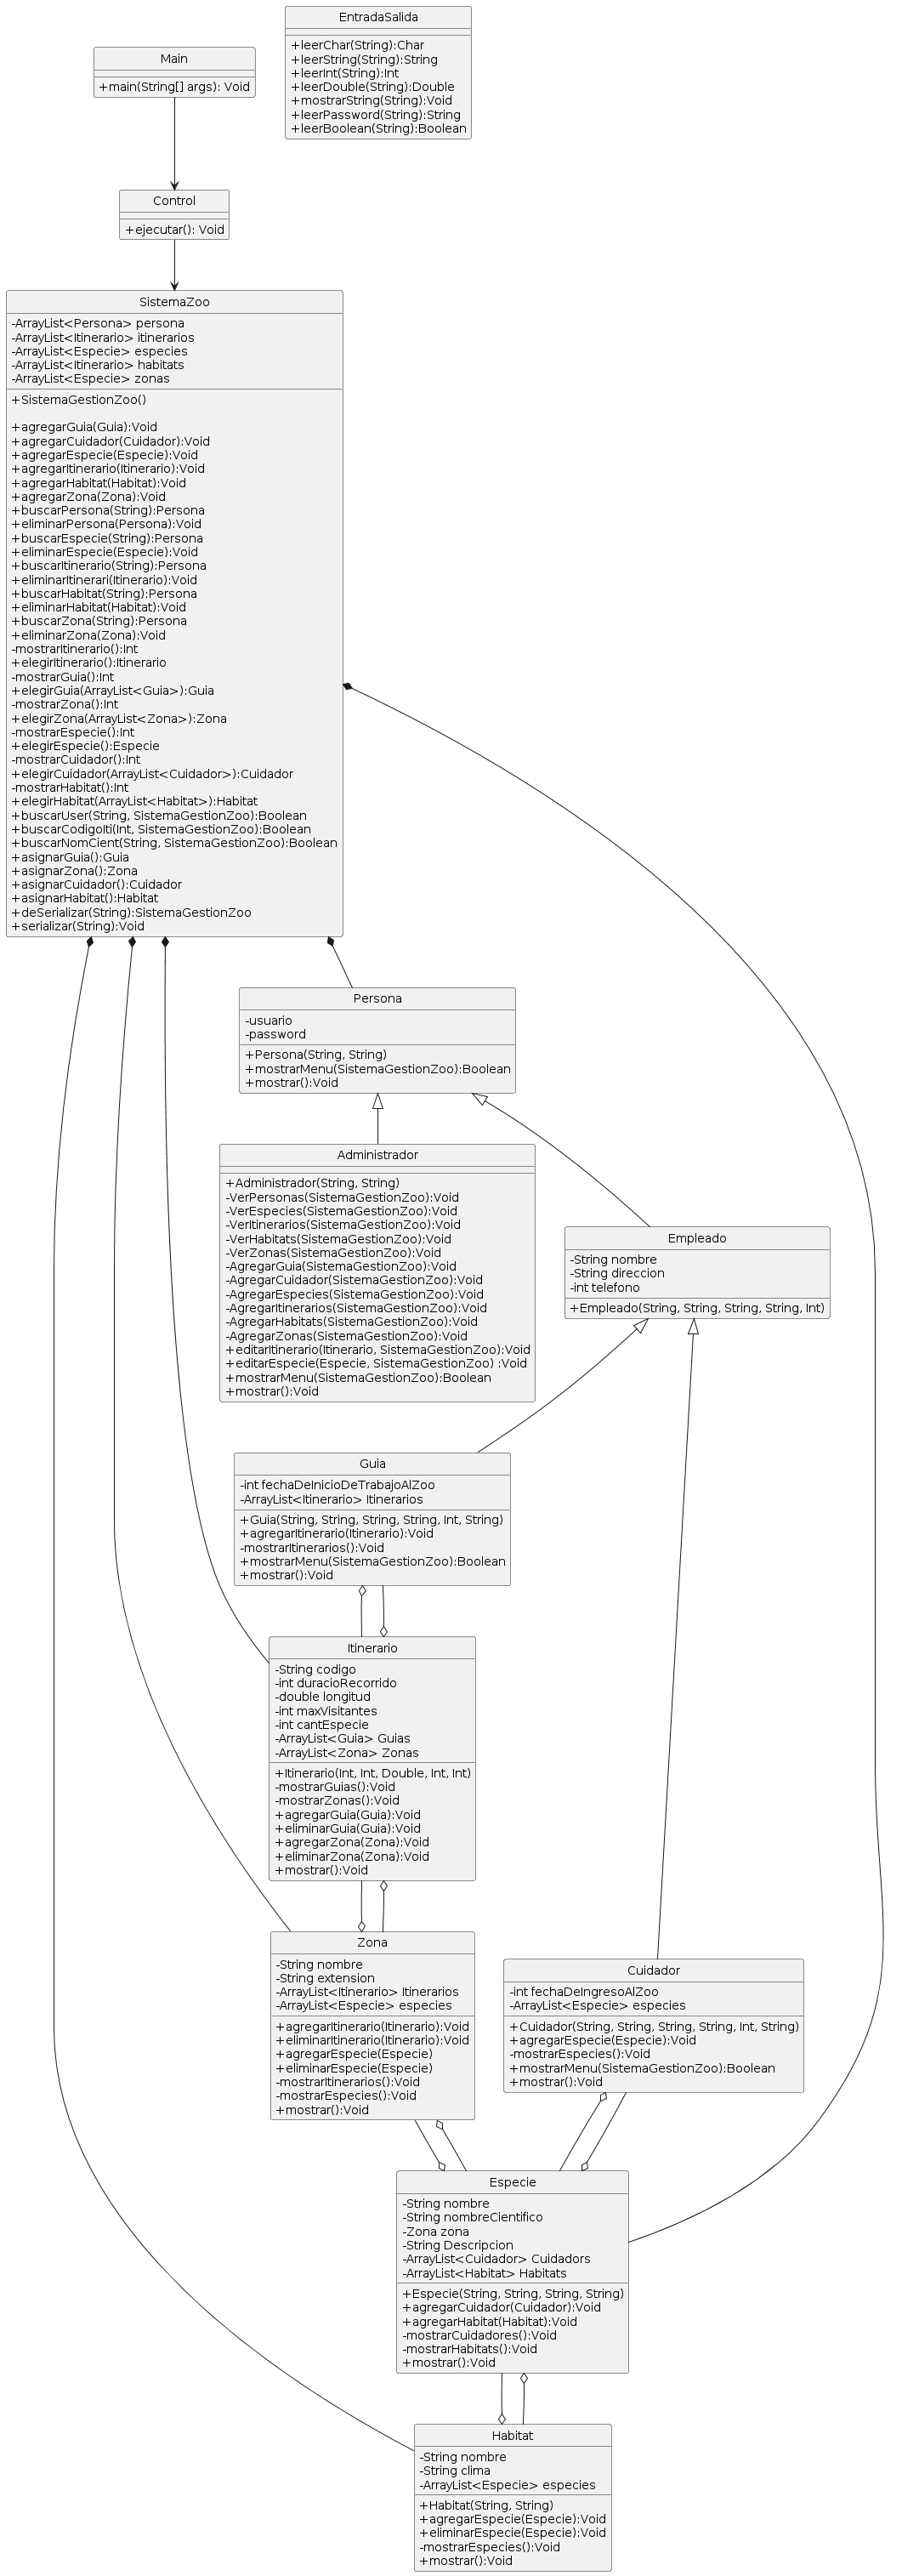 EntradaSalida
+leerChar(String):Char
+leerString(String):String
+leerInt(String):Int
+leerDouble(String):Double
+mostrarString(String):Void
+leerPassword(String):String
+leerBoolean(String):Boolean
Main
+main(String[] args): Void
Control
+ejecutar(): Void
SistemaZoo
-ArrayList<Persona> persona
-ArrayList<Itinerario> itinerarios
-ArrayList<Especie> especies
-ArrayList<Itinerario> habitats
-ArrayList<Especie> zonas
+SistemaGestionZoo()
+agregarGuia(Guia):Void
+agregarCuidador(Cuidador):Void
+agregarEspecie(Especie):Void
+agregarItinerario(Itinerario):Void
+agregarHabitat(Habitat):Void
+agregarZona(Zona):Void
+buscarPersona(String):Persona
+eliminarPersona(Persona):Void
+buscarEspecie(String):Persona
+eliminarEspecie(Especie):Void
+buscarItinerario(String):Persona
+eliminarItinerari(Itinerario):Void
+buscarHabitat(String):Persona
+eliminarHabitat(Habitat):Void
+buscarZona(String):Persona
+eliminarZona(Zona):Void
-mostrarItinerario():Int
+elegirItinerario():Itinerario
-mostrarGuia():Int
+elegirGuia(ArrayList<Guia>):Guia
-mostrarZona():Int
+elegirZona(ArrayList<Zona>):Zona
-mostrarEspecie():Int
+elegirEspecie():Especie
-mostrarCuidador():Int
+elegirCuidador(ArrayList<Cuidador>):Cuidador
-mostrarHabitat():Int
+elegirHabitat(ArrayList<Habitat>):Habitat
+buscarUser(String, SistemaGestionZoo):Boolean
+buscarCodigoIti(Int, SistemaGestionZoo):Boolean
+buscarNomCient(String, SistemaGestionZoo):Boolean
+asignarGuia():Guia
+asignarZona():Zona
+asignarCuidador():Cuidador
+asignarHabitat():Habitat
+deSerializar(String):SistemaGestionZoo
+serializar(String):Void
Persona
-usuario
-password
+Persona(String, String)
+mostrarMenu(SistemaGestionZoo):Boolean
+mostrar():Void
Administrador
+Administrador(String, String)
-VerPersonas(SistemaGestionZoo):Void
-VerEspecies(SistemaGestionZoo):Void
-VerItinerarios(SistemaGestionZoo):Void
-VerHabitats(SistemaGestionZoo):Void
-VerZonas(SistemaGestionZoo):Void
-AgregarGuia(SistemaGestionZoo):Void
-AgregarCuidador(SistemaGestionZoo):Void
-AgregarEspecies(SistemaGestionZoo):Void
-AgregarItinerarios(SistemaGestionZoo):Void
-AgregarHabitats(SistemaGestionZoo):Void
-AgregarZonas(SistemaGestionZoo):Void
+editarItinerario(Itinerario, SistemaGestionZoo):Void
+editarEspecie(Especie, SistemaGestionZoo) :Void
+mostrarMenu(SistemaGestionZoo):Boolean
+mostrar():Void
Empleado
-String nombre
-String direccion
-int telefono
+Empleado(String, String, String, String, Int)
Guia
-int fechaDeInicioDeTrabajoAlZoo
-ArrayList<Itinerario> Itinerarios
+Guia(String, String, String, String, Int, String)
+agregarItinerario(Itinerario):Void
-mostrarItinerarios():Void
+mostrarMenu(SistemaGestionZoo):Boolean
+mostrar():Void
Itinerario
-String codigo
-int duracioRecorrido
-double longitud
-int maxVisitantes
-int cantEspecie
-ArrayList<Guia> Guias
-ArrayList<Zona> Zonas
+Itinerario(Int, Int, Double, Int, Int)
-mostrarGuias():Void
-mostrarZonas():Void
+agregarGuia(Guia):Void
+eliminarGuia(Guia):Void
+agregarZona(Zona):Void
+eliminarZona(Zona):Void
+mostrar():Void
Zona
-String nombre
-String extension
-ArrayList<Itinerario> Itinerarios
-ArrayList<Especie> especies
+agregarItinerario(Itinerario):Void
+eliminarItinerario(Itinerario):Void
+agregarEspecie(Especie)
+eliminarEspecie(Especie)
-mostrarItinerarios():Void
-mostrarEspecies():Void
+mostrar():Void
Cuidador
-int fechaDeIngresoAlZoo
-ArrayList<Especie> especies
+Cuidador(String, String, String, String, Int, String)
+agregarEspecie(Especie):Void
-mostrarEspecies():Void
+mostrarMenu(SistemaGestionZoo):Boolean
+mostrar():Void
Especie
-String nombre
-String nombreCientifico
-Zona zona
-String Descripcion
-ArrayList<Cuidador> Cuidadors
-ArrayList<Habitat> Habitats
+Especie(String, String, String, String)
+agregarCuidador(Cuidador):Void
+agregarHabitat(Habitat):Void
-mostrarCuidadores():Void
-mostrarHabitats():Void
+mostrar():Void
Habitat
-String nombre
-String clima
-ArrayList<Especie> especies
+Habitat(String, String)
+agregarEspecie(Especie):Void
+eliminarEspecie(Especie):Void
-mostrarEspecies():Void
+mostrar():Void